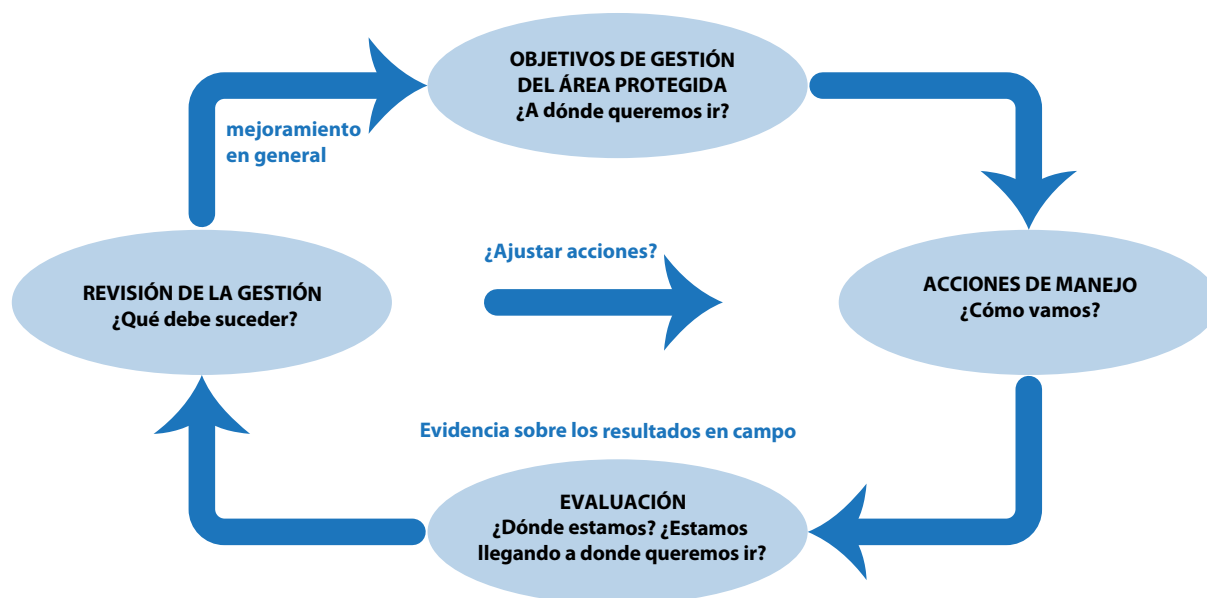 OBJETIVOS DE GESTIÓN
DEL ÁREA PROTEGIDA
¿A dónde queremos ir?
mejoramiento
en general
¿Ajustar acciones?
REVISIÓN DE LA GESTIÓN
¿Qué debe suceder?
ACCIONES DE MANEJO
¿Cómo vamos?
Evidencia sobre los resultados en campo
EVALUACIÓN
¿Dónde estamos? ¿Estamos
llegando a donde queremos ir?